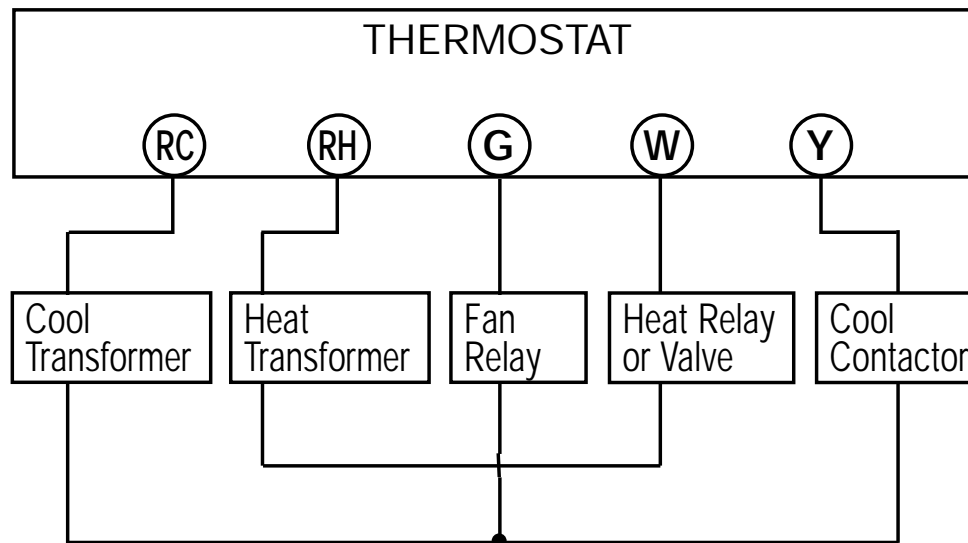 THERMOSTAT
RC RH G W Y
Cool
Transformer
Heat
Transformer
Fan
Relay
Heat Relay
or Valve
Cool
Contactor